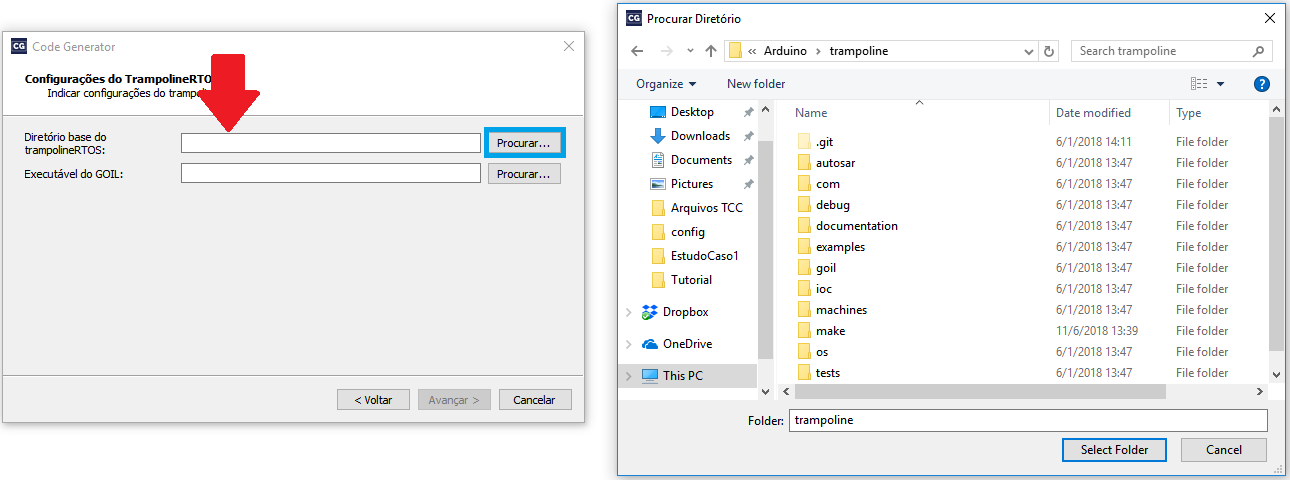 CG Code Generator
Configurações do TrampolineRTO
Indicar configurações do trampol
Diretório base do
trampolineRTOS:
Procurar...
Executável do GOIL:
Procurar...
< Voltar
Avançar >
Cancelar
CG Procurar Diretório
« Arduino › trampoline
Search trampoline
Organize
New folder
?
Desktop
Downloads
Documents
Pictures
Arquivos TCC
config
EstudoCaso1
Tutorial
Dropbox
OneDrive
This PC
Name Date modified Type
.git 6/1/2018 14:11 File folder
autosar 6/1/2018 13:47 File folder
com 6/1/2018 13:47 File folder
debug 6/1/2018 13:47 File folder
documentation 6/1/2018 13:47 File folder
examples 6/1/2018 13:47 File folder
goil 6/1/2018 13:47 File folder
ioc 6/1/2018 13:47 File folder
machines 6/1/2018 13:47 File folder
make 11/6/2018 13:39 File folder
os 6/1/2018 13:47 File folder
tests 6/1/2018 13:47 File folder
Folder: trampoline
Select Folder
Cancel